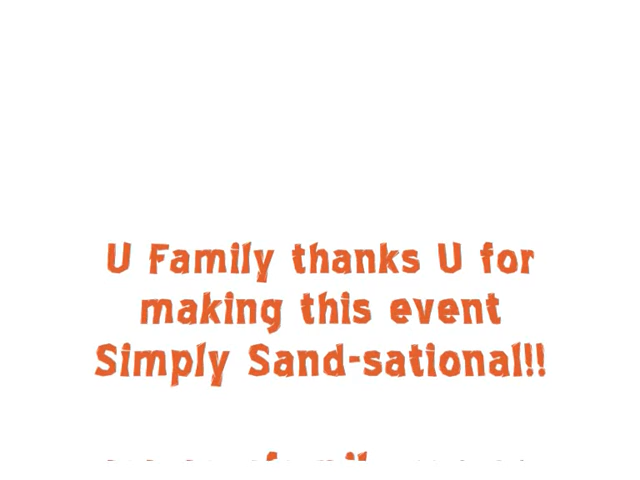 U Family thanks U for
making this event
Simply Sand-sational!!